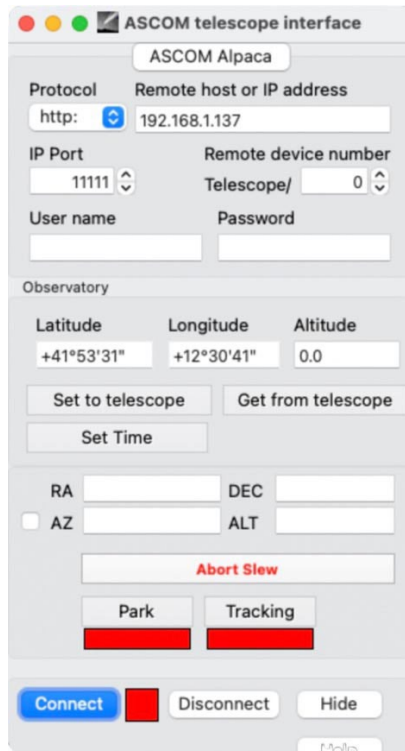 ASCOM telescope interface
ASCOM Alpaca
Protocol Remote host or IP address
http: 192.168.1.137
IP Port Remote device number
11111 Telescope/ 0
User name Password
Observatory
Latitude Longitude Altitude
+41°53'31" +12°30'41" 0.0
Set to telescope Get from telescope
Set Time
RA DEC
AZ ALT
Abort Slew
Park Tracking
Connect Disconnect Hide
Help